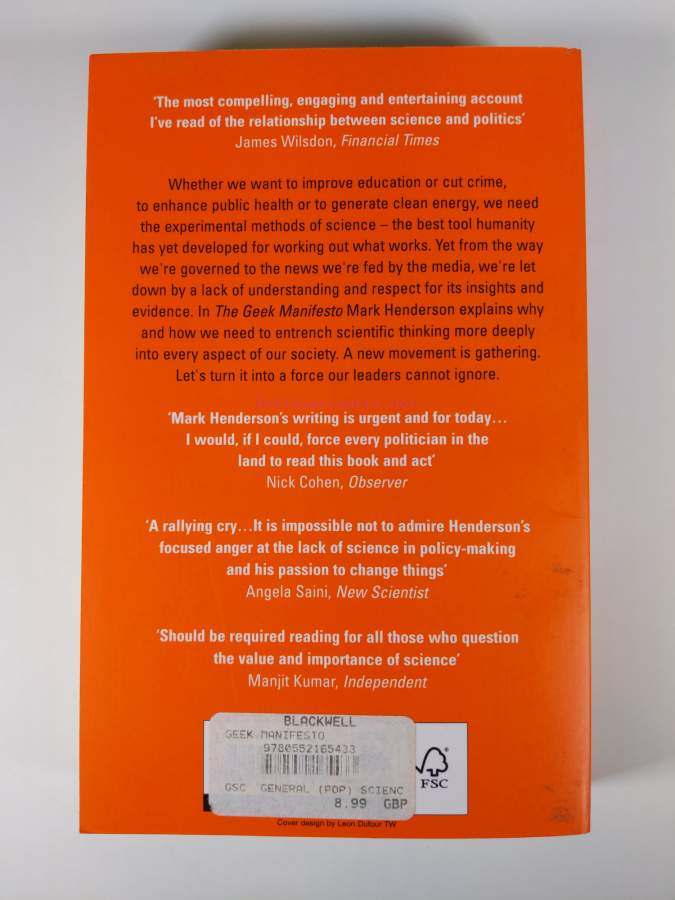 ‘The most compelling, engaging and entertaining account
I've read of the relationship between science and politics’
James Wilsdon, Financial Times
Whether we want to improve education or cut crime,
to enhance public health or to generate clean energy, we need
the experimental methods of science – the best tool humanity
has yet developed for working out what works. Yet from the way
we're governed to the news we're fed by the media, we're let
down by a lack of understanding and respect for its insights and
evidence. In The Geek Manifesto Mark Henderson explains why
and how we need to entrench scientific thinking more deeply
into every aspect of our society. A new movement is gathering.
Let's turn it into a force our leaders cannot ignore.
‘Mark Henderson's writing is urgent and for today...
I would, if I could, force every politician in the
land to read this book and act’
Nick Cohen, Observer
‘A rallying cry...It is impossible not to admire Henderson's
focused anger at the lack of science in policy-making
and his passion to change things’
Angela Saini, New Scientist
‘Should be required reading for all those who question
the value and importance of science’
Manjit Kumar, Independent
BLACKWELL
GEEK MANIFESTO
9780552165433
GSC GENERAL (POP) SCIENC
8.99 GBP
FSC
Cover design by Leon Dufour TW